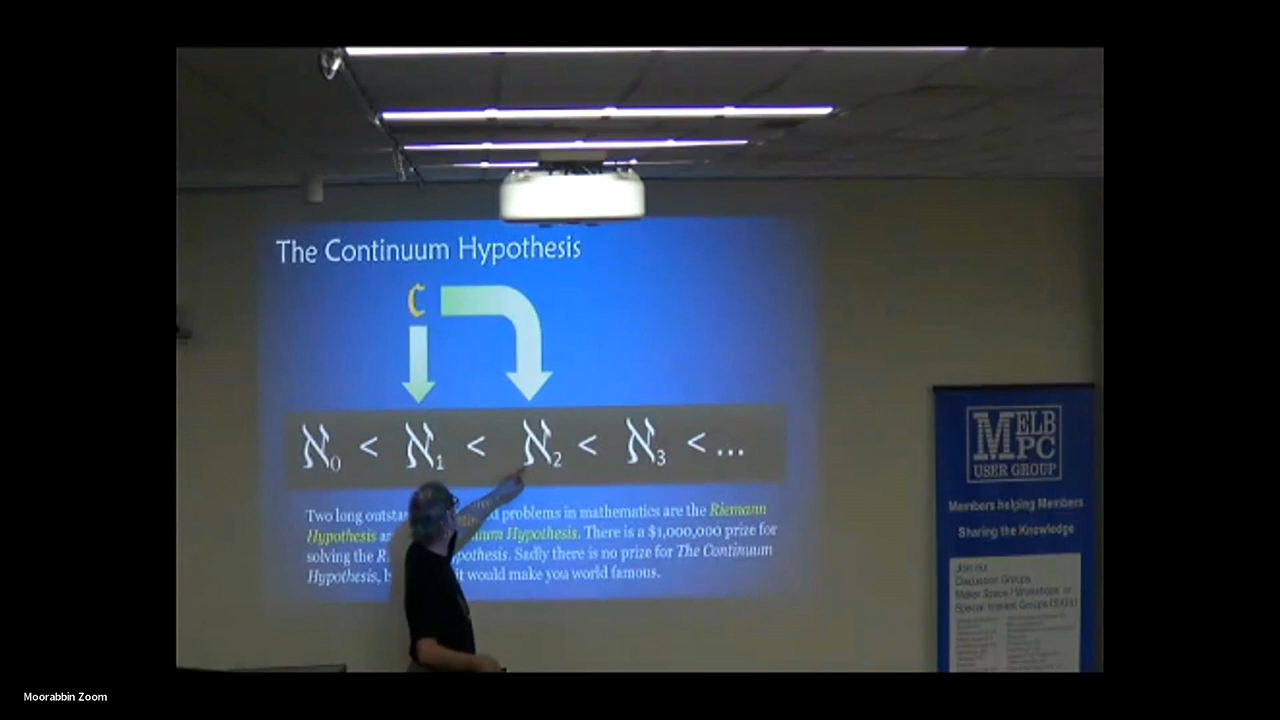 The Continuum Hypothesis
𝔠
ℵ₀ < ℵ₁ < ℵ₂ < ℵ₃ < ...
Two long problems in mathematics are the Riemann
Hypothesis Hypothesis. There is a $1,000,000 prize for
solving the Sadly there is no prize for The Continuum
Hypothesis, it would make you world famous.
MELB
PC
USER GROUP
Members helping Members
Sharing the Knowledge
Join our
Discussion Groups
Maker Space / Workshops or
Special Interest Groups (SIGs)
Moorabbin Zoom